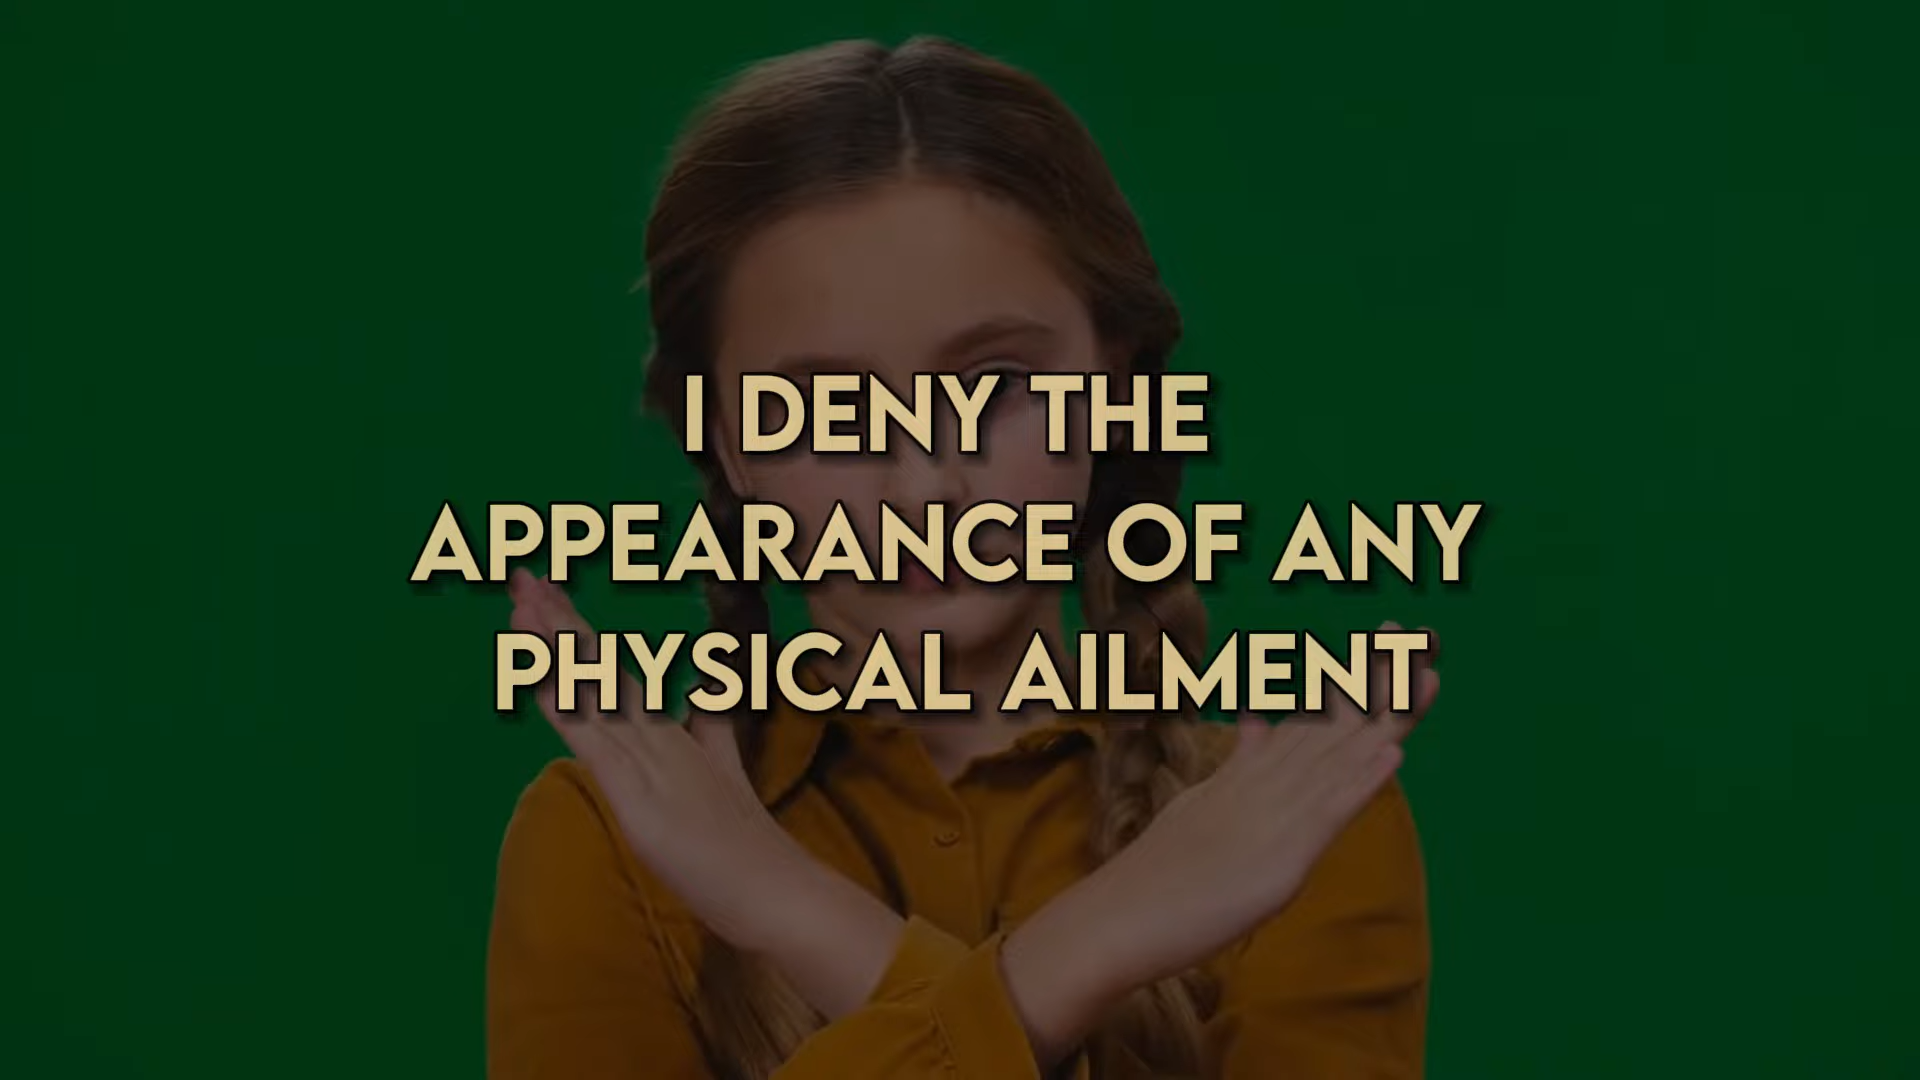 I DENY THE
APPEARANCE OF ANY
PHYSICAL AILMENT